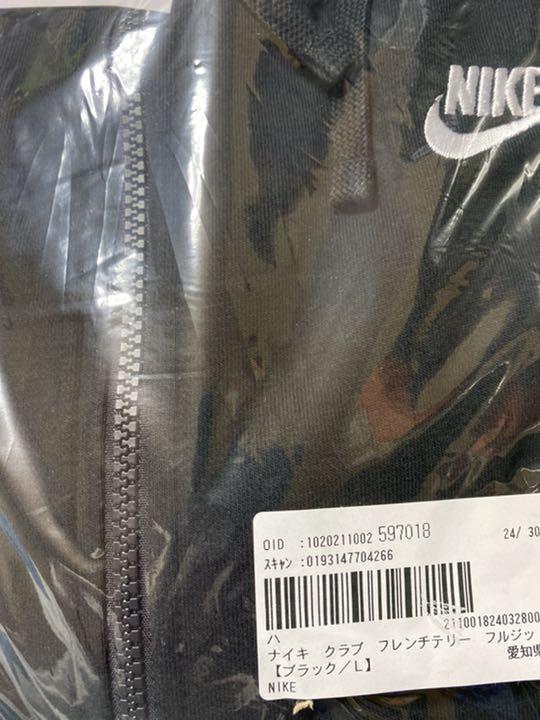 NIKE
OID :1020211002 597018 24/ 30
ｽｷｬﾝ :0193147704266
211001824032800
ハ
ナイキ クラブ フレンチテリー フルジッ
【ブラック／L】 愛知県
NIKE